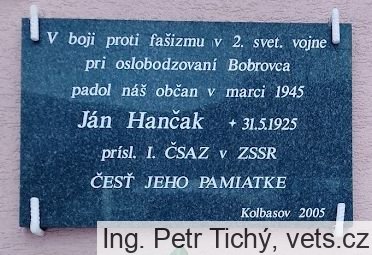 V boji proti fašizmu v 2. svet. vojne
pri oslobodzovaní Bobrovca
padol náš občan v marci 1945
Ján Hančak + 31.5.1925
prísl. I. ČSAZ v ZSSR
ČESŤ JEHO PAMIATKE
Kolbasov 2005
Ing. Petr Tichý, vets.cz